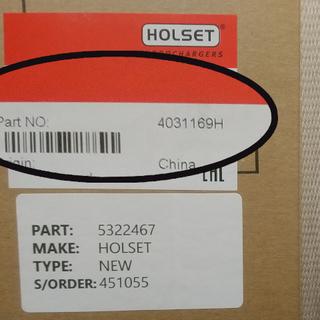 HOLSET
Part NO: 4031169H
China
PART: 5322467
MAKE: HOLSET
TYPE: NEW
S/ORDER: 451055